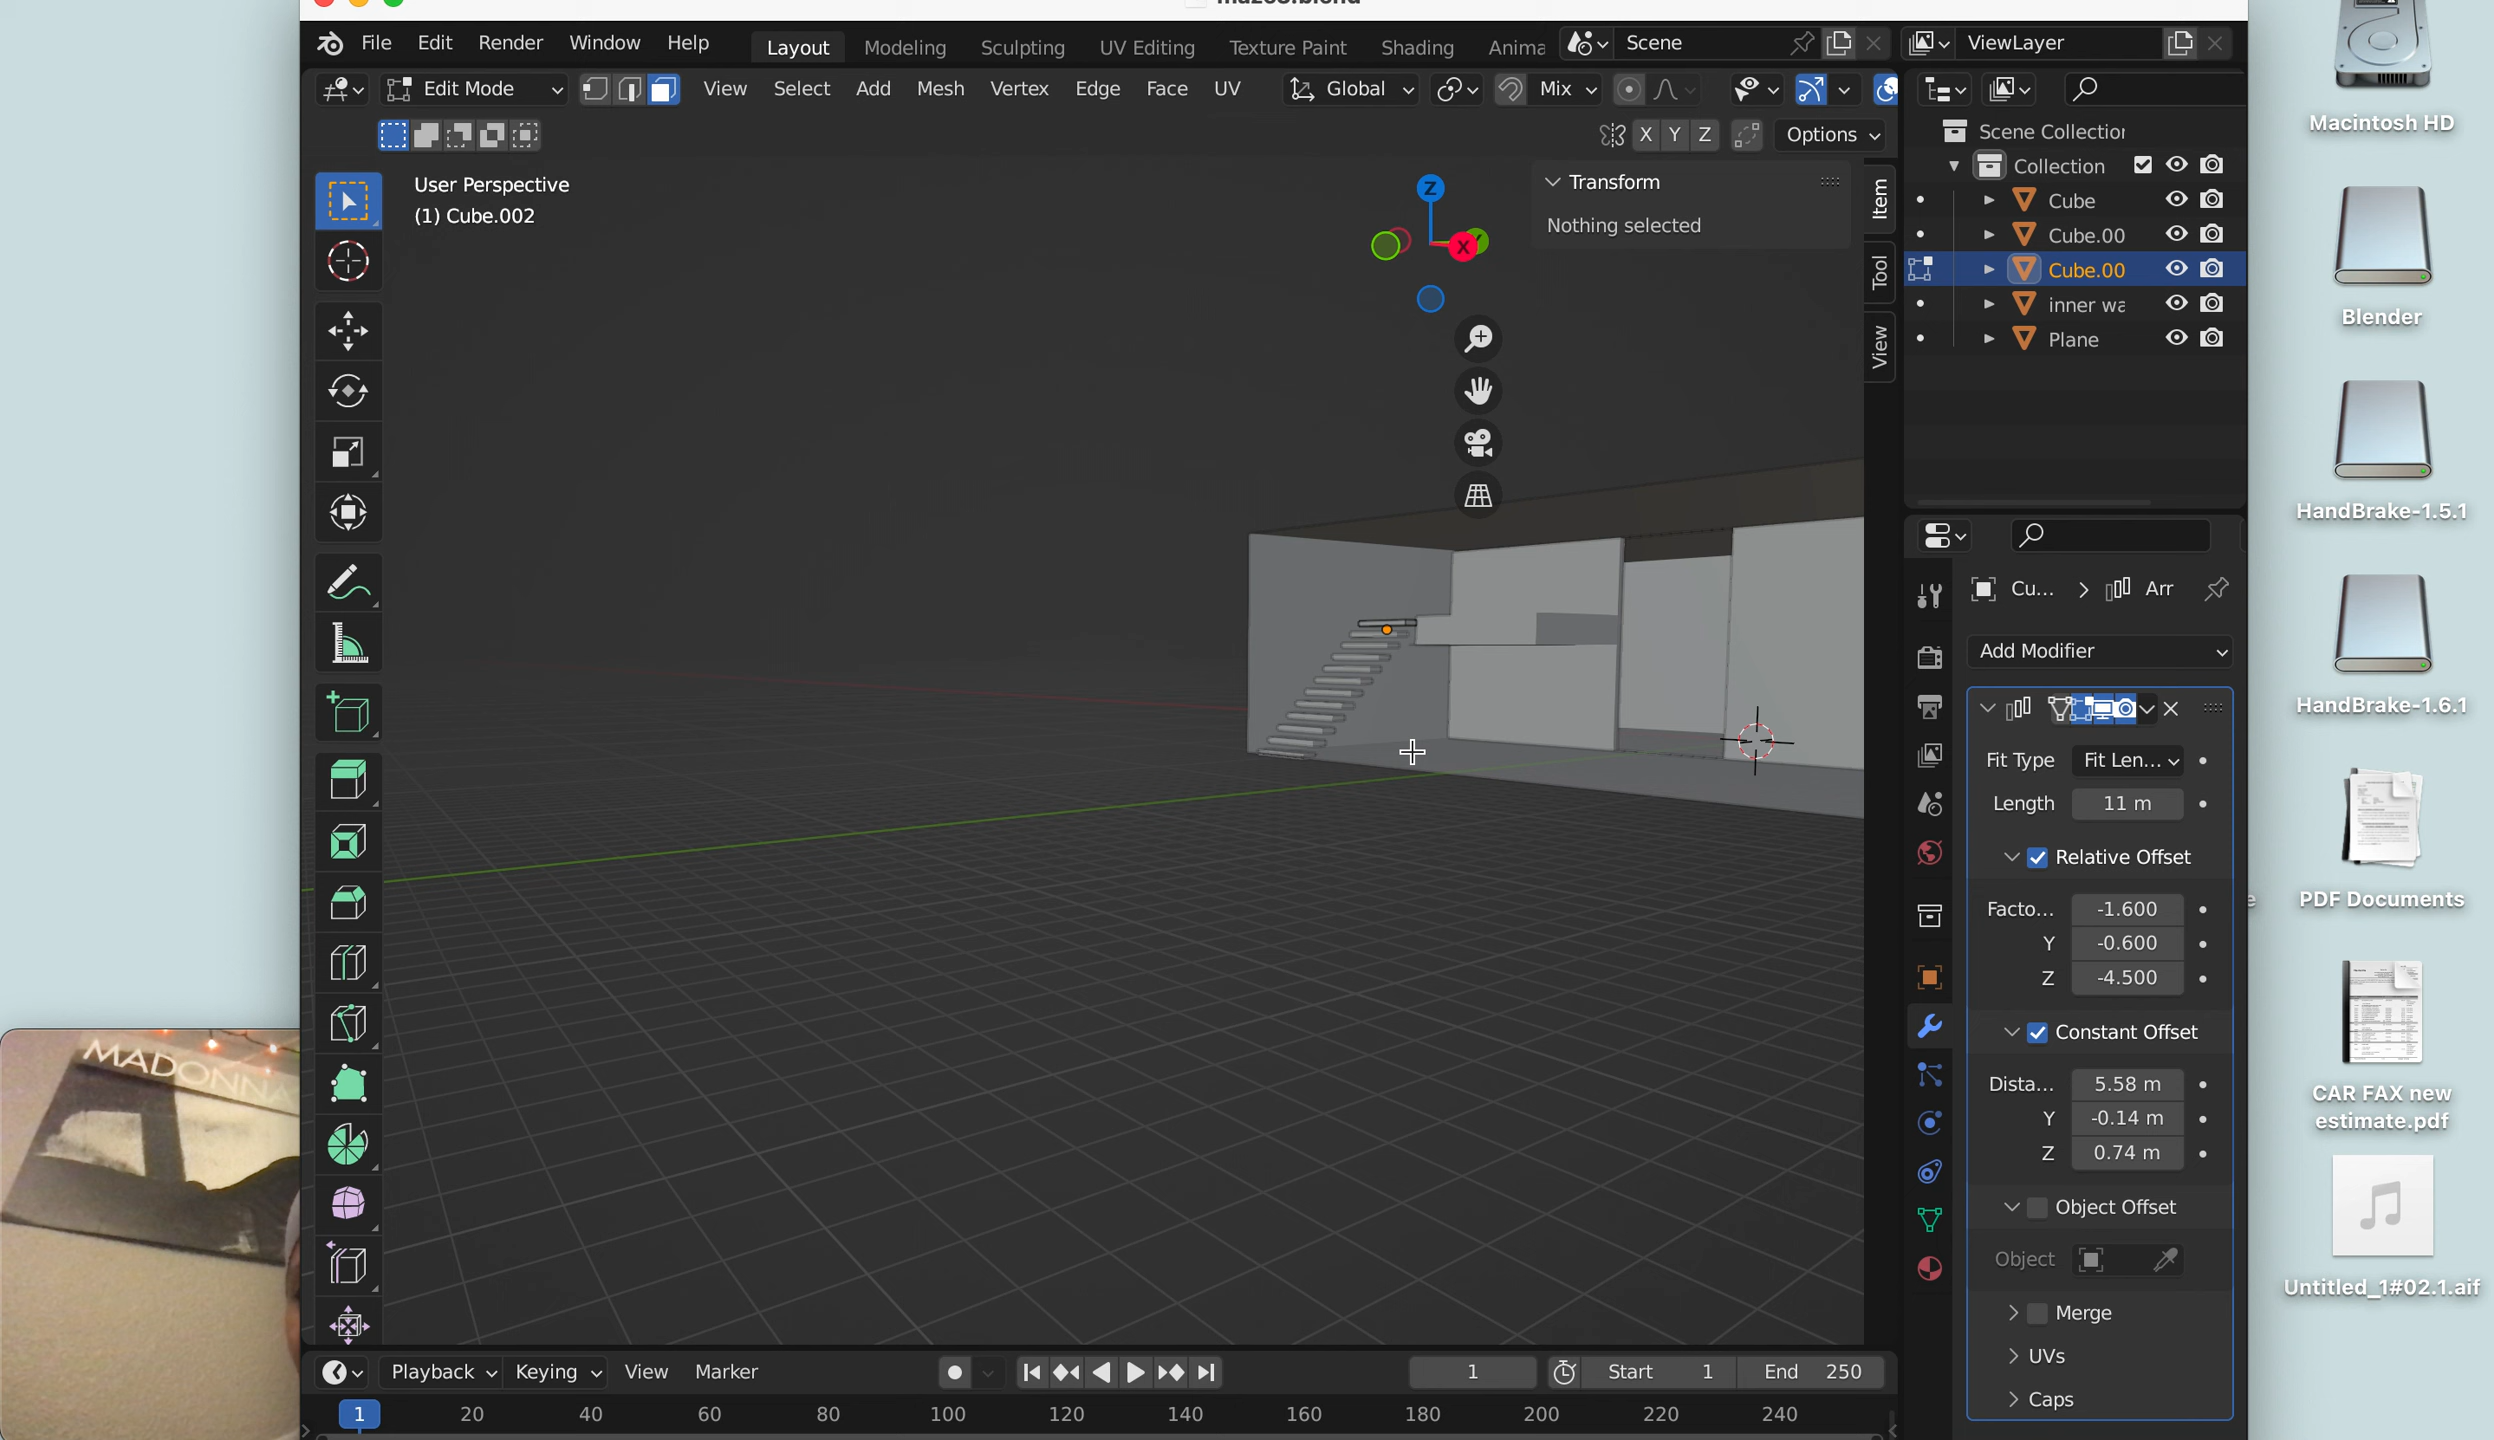 File Edit Render Window Help Layout Modeling Sculpting UV Editing Texture Paint Shading Anima Scene ViewLayer
Edit Mode View Select Add Mesh Vertex Edge Face UV Global Mix
X Y Z Options
User Perspective
(1) Cube.002
Z
X
Transform
Nothing selected
Item
Tool
View
Scene Collection
Collection
Cube
Cube.00
Cube.00
inner wa
Plane
Cu... Arr
Add Modifier
Fit Type Fit Len...
Length 11 m
Relative Offset
Facto... -1.600
Y -0.600
Z -4.500
Constant Offset
Dista... 5.58 m
Y -0.14 m
Z 0.74 m
Object Offset
Object
Merge
UVs
Caps
Playback Keying View Marker 1 Start 1 End 250
1 20 40 60 80 100 120 140 160 180 200 220 240
MADONNA
Macintosh HD
Blender
HandBrake-1.5.1
HandBrake-1.6.1
PDF Documents
CAR FAX new
estimate.pdf
Untitled_1#02.1.aif